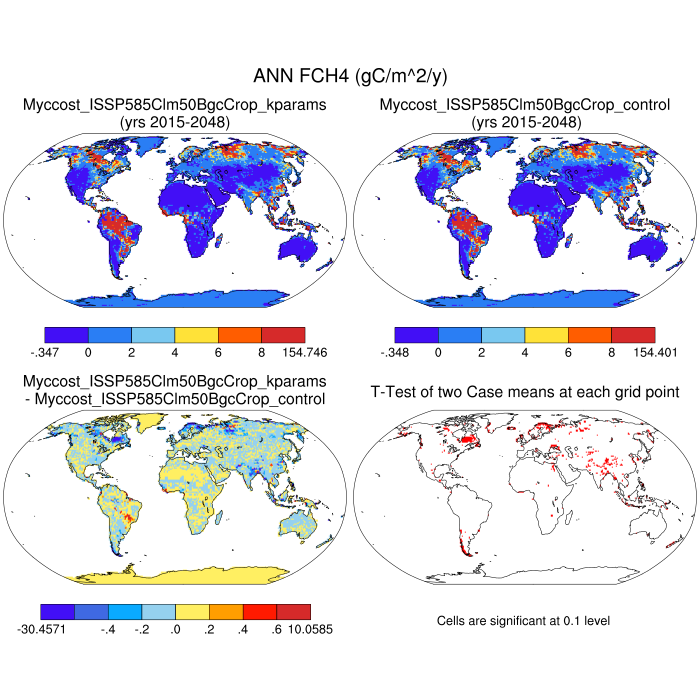 ANN FCH4 (gC/m^2/y)
Myccost_ISSP585Clm50BgcCrop_kparams
(yrs 2015-2048)
Myccost_ISSP585Clm50BgcCrop_control
(yrs 2015-2048)
-.347 0 2 4 6 8 154.746
-.348 0 2 4 6 8 154.401
Myccost_ISSP585Clm50BgcCrop_kparams
- Myccost_ISSP585Clm50BgcCrop_control
T-Test of two Case means at each grid point
-30.4571 -.4 -.2 .0 .2 .4 .6 10.0585
Cells are significant at 0.1 level